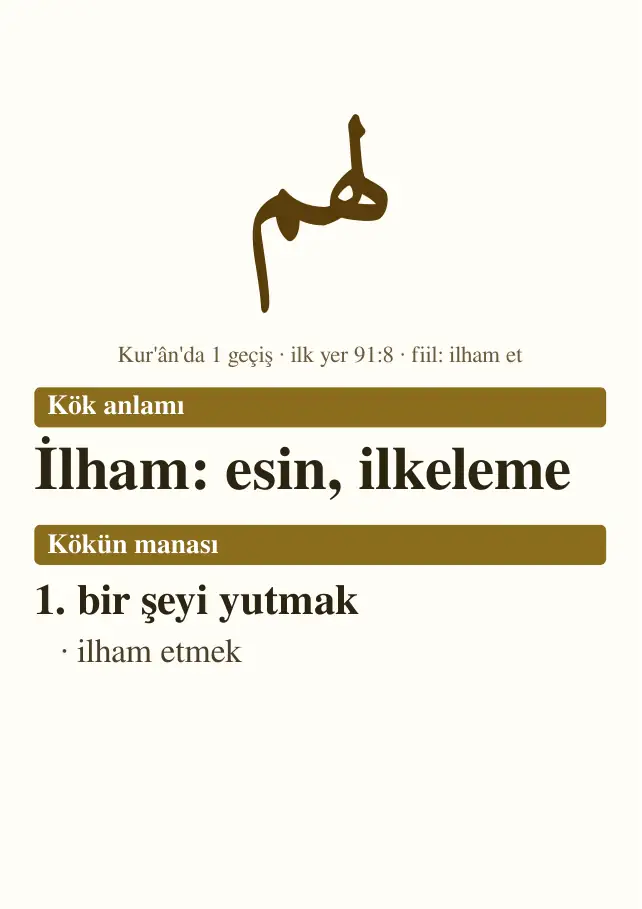 لهم
Kur'ân'da 1 geçiş · ilk yer 91:8 · fiil: ilham et
Kök anlamı
İlham: esin, ilkeleme
Kökün manası
1. bir şeyi yutmak
· ilham etmek